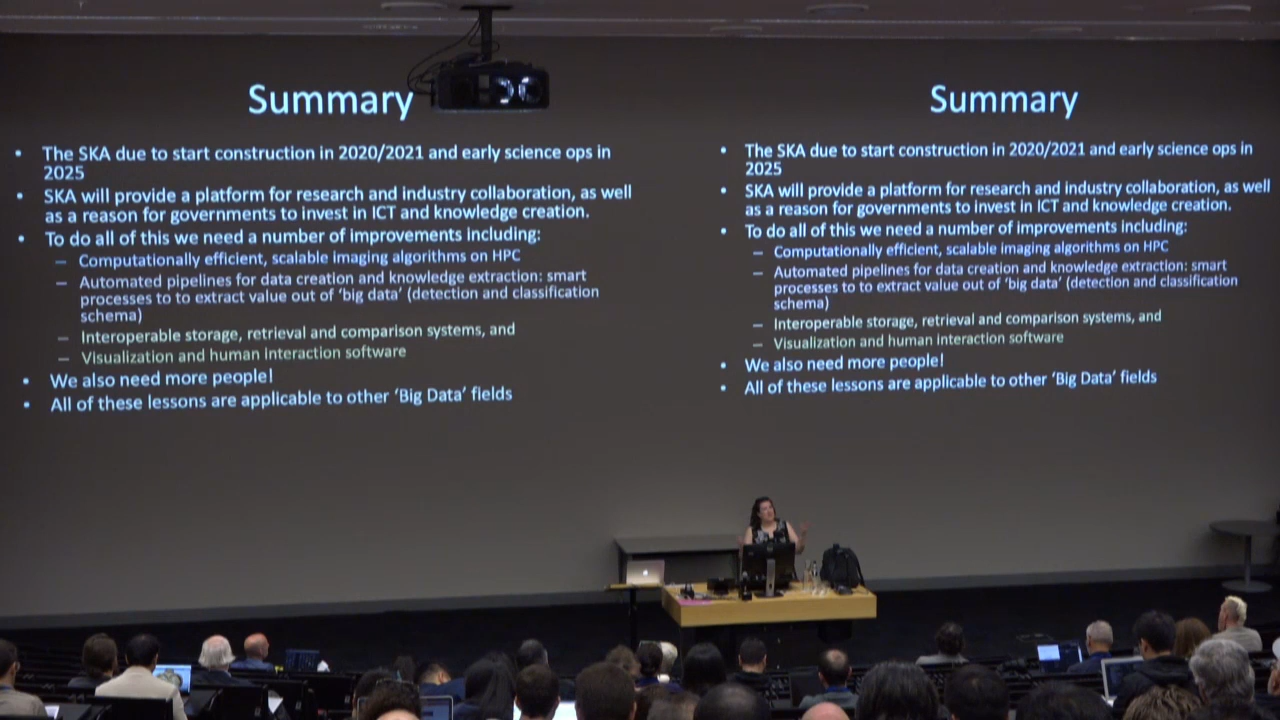 Summary
• The SKA due to start construction in 2020/2021 and early science ops in
2025
• SKA will provide a platform for research and industry collaboration, as well
as a reason for governments to invest in ICT and knowledge creation.
• To do all of this we need a number of improvements including:
– Computationally efficient, scalable imaging algorithms on HPC
– Automated pipelines for data creation and knowledge extraction: smart
processes to to extract value out of ‘big data’ (detection and classification
schema)
– Interoperable storage, retrieval and comparison systems, and
– Visualization and human interaction software
• We also need more people!
• All of these lessons are applicable to other ‘Big Data’ fields
Summary
• The SKA due to start construction in 2020/2021 and early science ops in
2025
• SKA will provide a platform for research and industry collaboration, as well
as a reason for governments to invest in ICT and knowledge creation.
• To do all of this we need a number of improvements including:
– Computationally efficient, scalable imaging algorithms on HPC
– Automated pipelines for data creation and knowledge extraction: smart
processes to to extract value out of ‘big data’ (detection and classification
schema)
– Interoperable storage, retrieval and comparison systems, and
– Visualization and human interaction software
• We also need more people!
• All of these lessons are applicable to other ‘Big Data’ fields